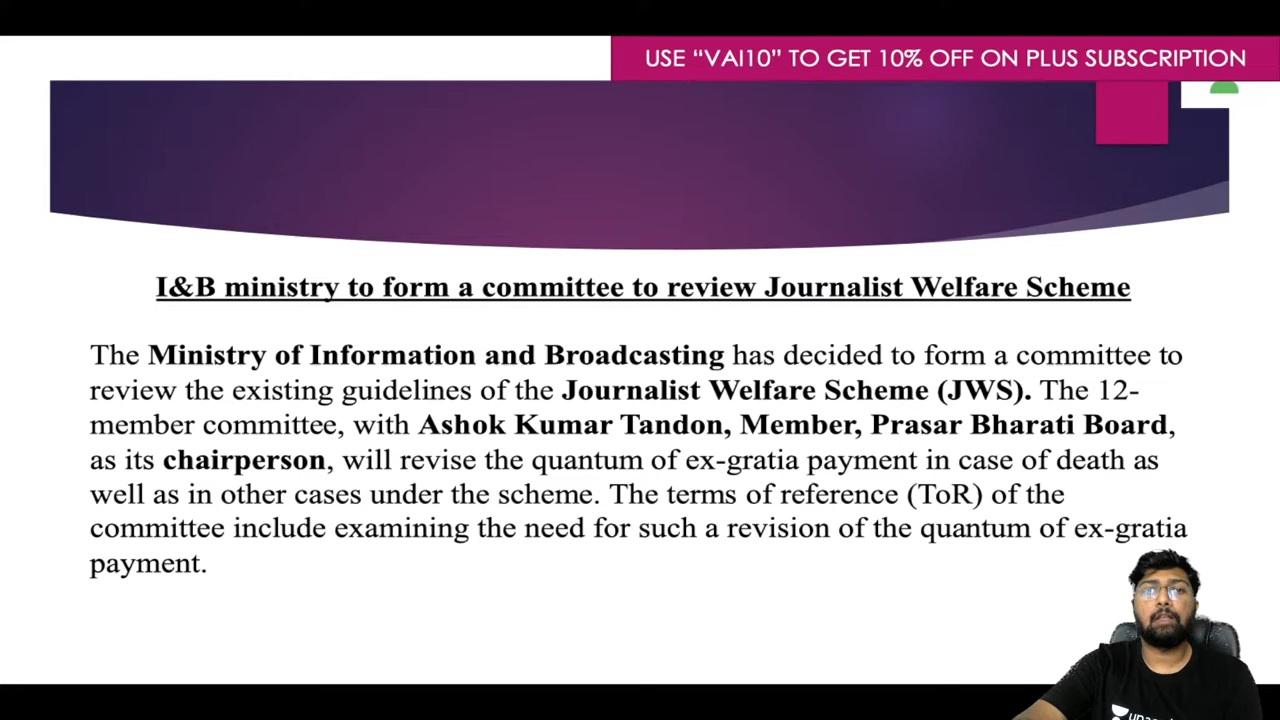 USE “VAI10” TO GET 10% OFF ON PLUS SUBSCRIPTION
I&B ministry to form a committee to review Journalist Welfare Scheme
The Ministry of Information and Broadcasting has decided to form a committee to
review the existing guidelines of the Journalist Welfare Scheme (JWS). The 12-
member committee, with Ashok Kumar Tandon, Member, Prasar Bharati Board,
as its chairperson, will revise the quantum of ex-gratia payment in case of death as
well as in other cases under the scheme. The terms of reference (ToR) of the
committee include examining the need for such a revision of the quantum of ex-gratia
payment.